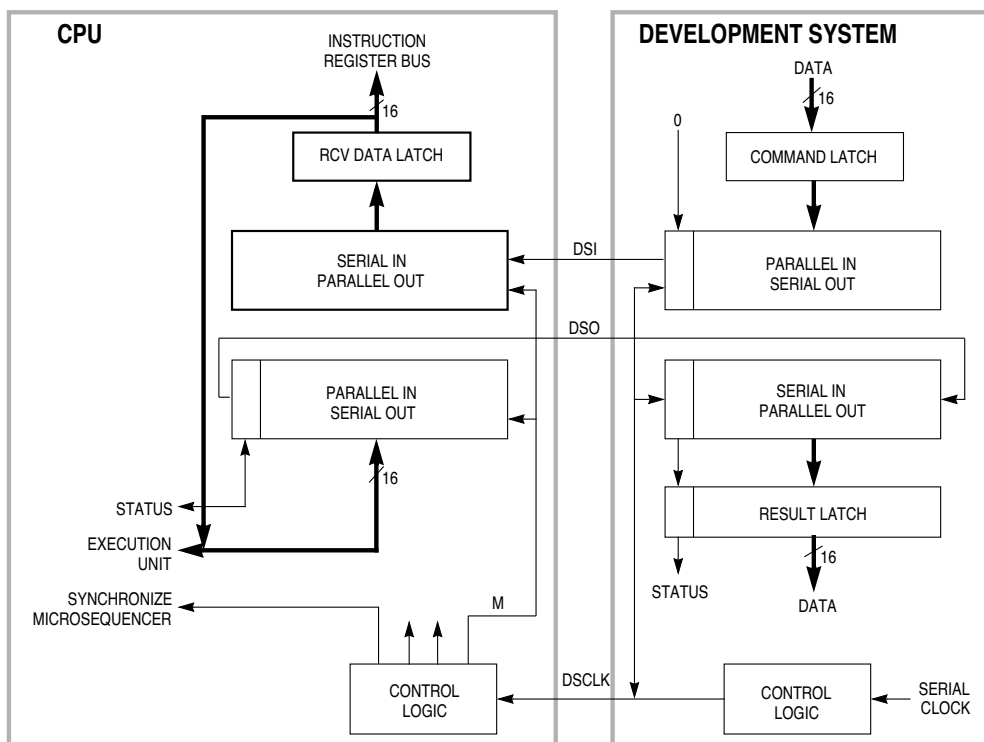 CPU
DEVELOPMENT SYSTEM
INSTRUCTION
REGISTER BUS
16
RCV DATA LATCH
DATA
16
0
COMMAND LATCH
SERIAL IN
PARALLEL OUT
DSI
PARALLEL IN
SERIAL OUT
DSO
PARALLEL IN
SERIAL OUT
SERIAL IN
PARALLEL OUT
16
STATUS
RESULT LATCH
EXECUTION
UNIT
16
STATUS
DATA
SYNCHRONIZE
MICROSEQUENCER
M
CONTROL
LOGIC
DSCLK
CONTROL
LOGIC
SERIAL
CLOCK